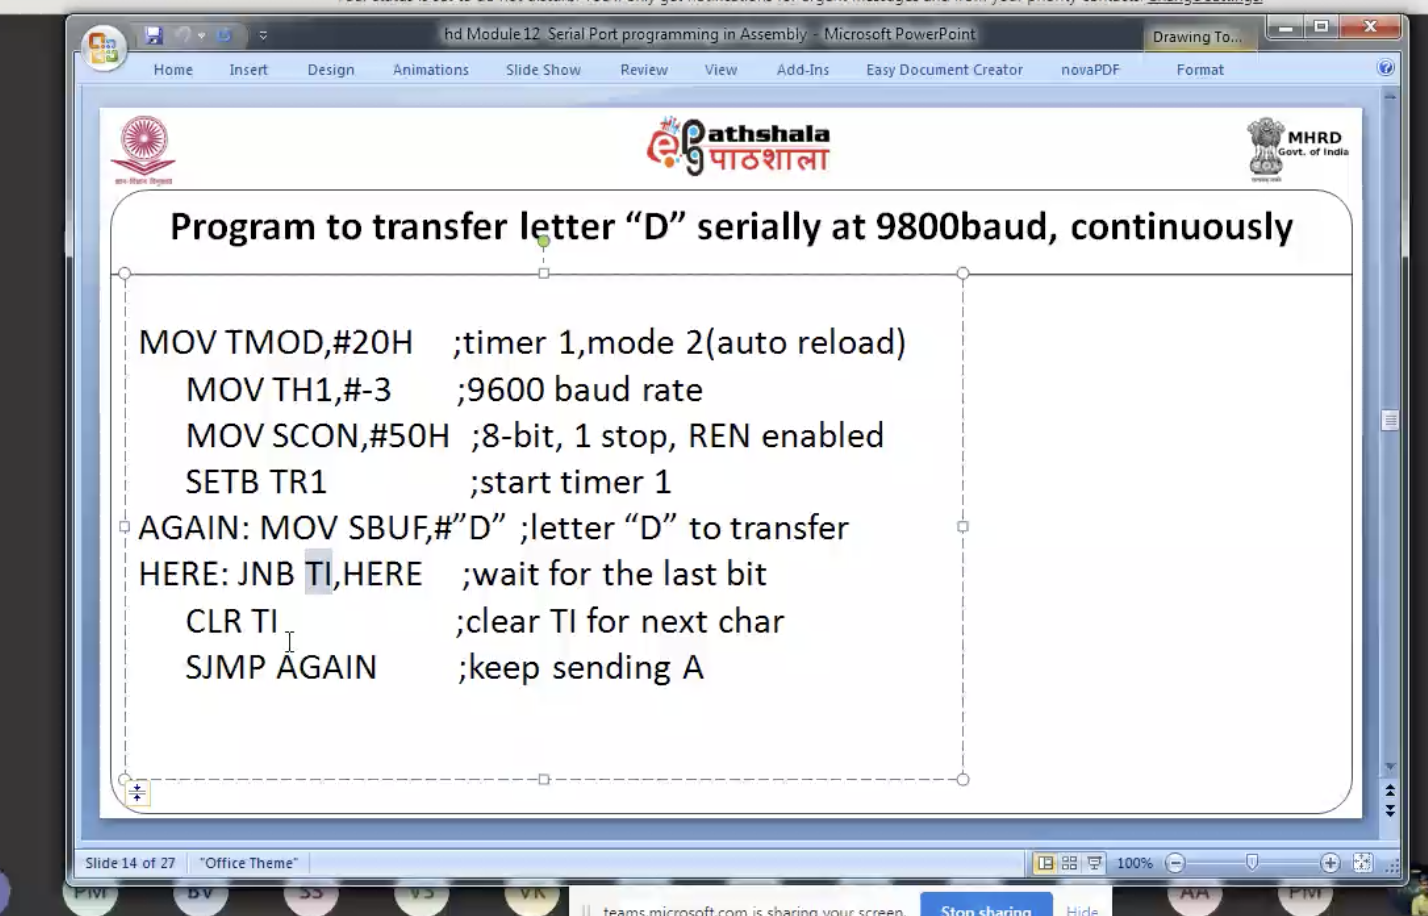 hd Module12 Serial Port programming in Assembly - Microsoft PowerPoint
Drawing To...
Home Insert Design Animations Slide Show Review View Add-Ins Easy Document Creator novaPDF Format
ePathshala
पाठशाला
MHRD
Govt. of India
Program to transfer letter “D” serially at 9800baud, continuously
MOV TMOD,#20H ;timer 1,mode 2(auto reload)
MOV TH1,#-3 ;9600 baud rate
MOV SCON,#50H ;8-bit, 1 stop, REN enabled
SETB TR1 ;start timer 1
AGAIN: MOV SBUF,#”D” ;letter “D” to transfer
HERE: JNB TI,HERE ;wait for the last bit
CLR TI ;clear TI for next char
SJMP AGAIN ;keep sending A
Slide 14 of 27 "Office Theme" 100%
PM BV SS VS VK AA PM
teams.microsoft.com is sharing your screen. Stop sharing Hide